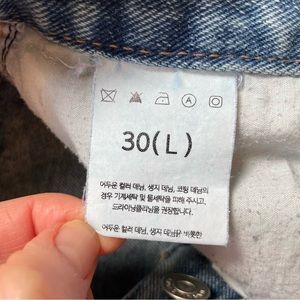 30(L)
어두운 컬러 데님, 생지 데님, 코팅 데님의
경우 기계세탁 및 물세탁을 피해 주시고,
드라이클리닝을 권장합니다.
어두운 컬러 데님, 생지 데님은 비롯한